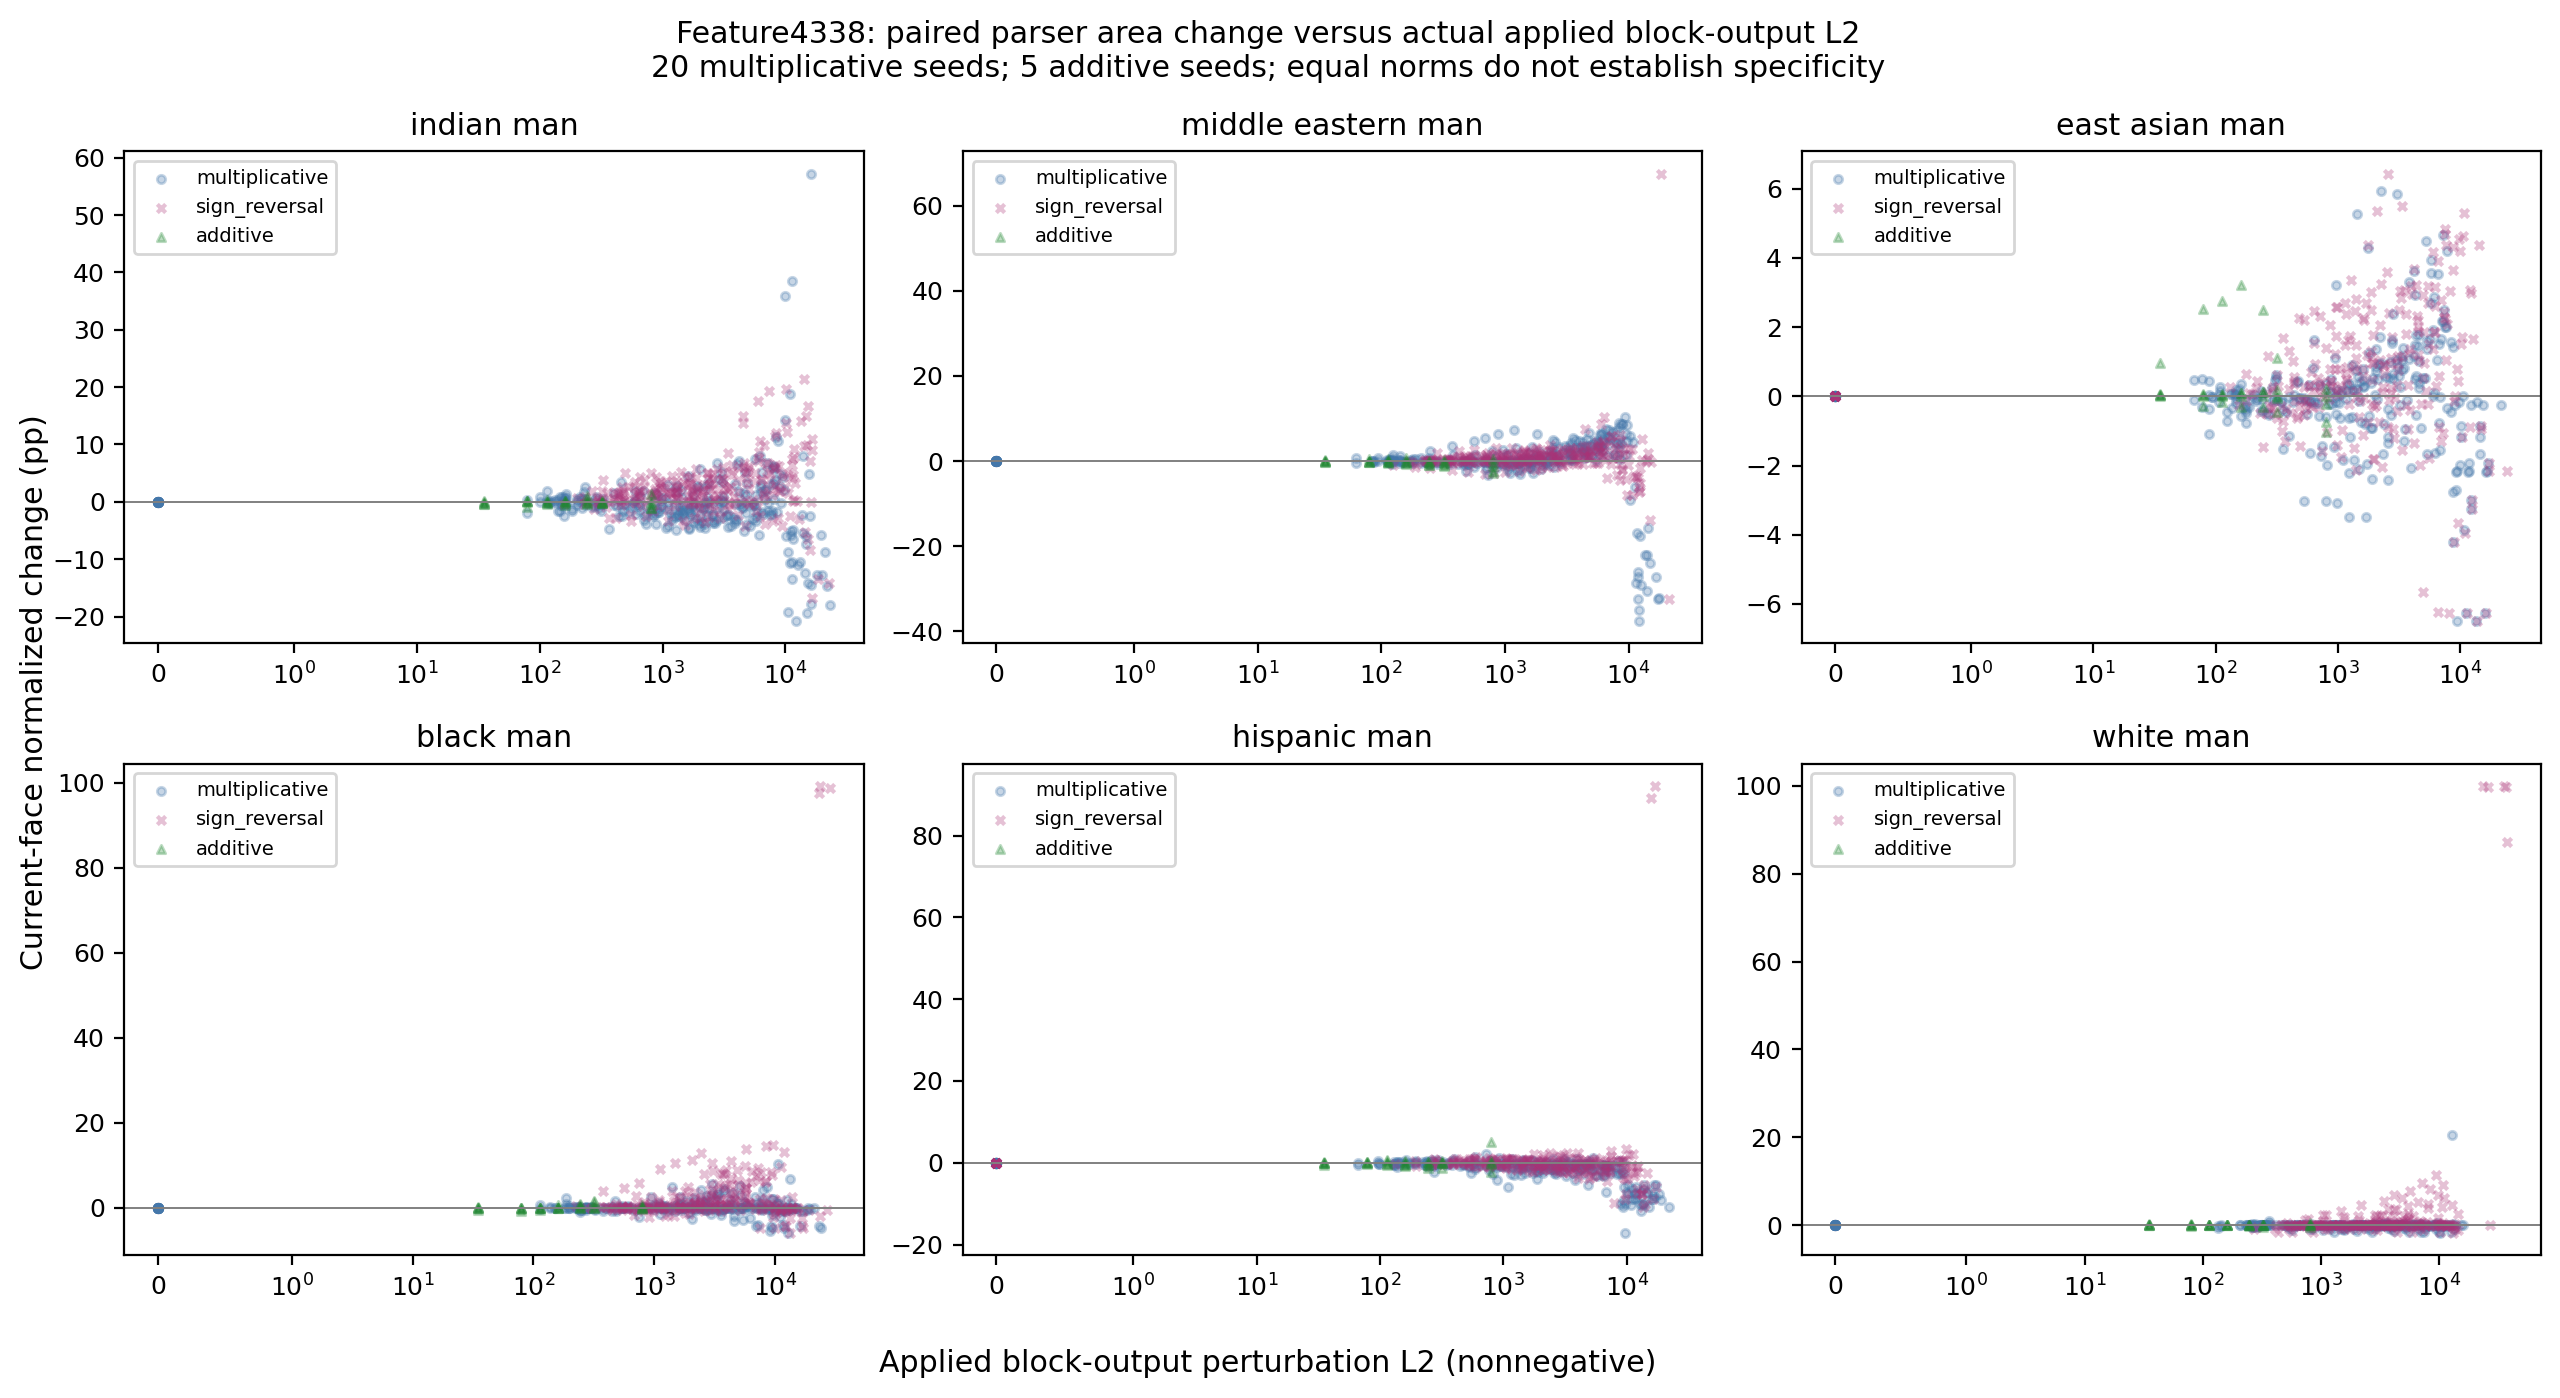 Feature4338: paired parser area change versus actual applied block-output L2
20 multiplicative seeds; 5 additive seeds; equal norms do not establish specificity
Current-face normalized change (pp)
indian man
multiplicative
sign_reversal
additive
60
50
40
30
20
10
0
−10
−20
0 10⁰ 10¹ 10² 10³ 10⁴
middle eastern man
multiplicative
sign_reversal
additive
60
40
20
0
−20
−40
0 10⁰ 10¹ 10² 10³ 10⁴
east asian man
multiplicative
sign_reversal
additive
6
4
2
0
−2
−4
−6
0 10⁰ 10¹ 10² 10³ 10⁴
black man
multiplicative
sign_reversal
additive
100
80
60
40
20
0
0 10⁰ 10¹ 10² 10³ 10⁴
hispanic man
multiplicative
sign_reversal
additive
80
60
40
20
0
−20
0 10⁰ 10¹ 10² 10³ 10⁴
white man
multiplicative
sign_reversal
additive
100
80
60
40
20
0
0 10⁰ 10¹ 10² 10³ 10⁴
Applied block-output perturbation L2 (nonnegative)